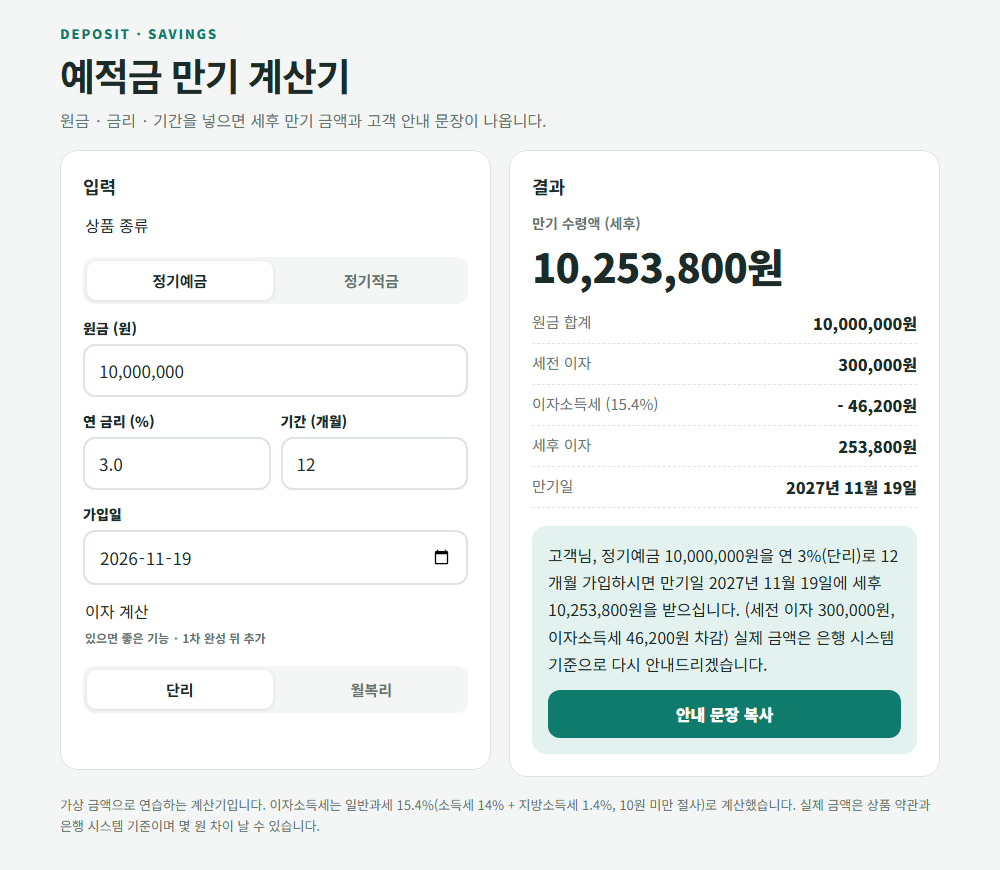 DEPOSIT · SAVINGS
예적금 만기 계산기
원금 · 금리 · 기간을 넣으면 세후 만기 금액과 고객 안내 문장이 나옵니다.
입력
상품 종류
정기예금
정기적금
원금 (원)
10,000,000
연 금리 (%)
기간 (개월)
3.0
12
가입일
2026-11-19
이자 계산
있으면 좋은 기능 · 1차 완성 뒤 추가
단리
월복리
결과
만기 수령액 (세후)
10,253,800원
원금 합계
10,000,000원
세전 이자
300,000원
이자소득세 (15.4%)
- 46,200원
세후 이자
253,800원
만기일
2027년 11월 19일
고객님, 정기예금 10,000,000원을 연 3%(단리)로 12
개월 가입하시면 만기일 2027년 11월 19일에 세후
10,253,800원을 받으십니다. (세전 이자 300,000원,
이자소득세 46,200원 차감) 실제 금액은 은행 시스템
기준으로 다시 안내드리겠습니다.
안내 문장 복사
가상 금액으로 연습하는 계산기입니다. 이자소득세는 일반과세 15.4%(소득세 14% + 지방소득세 1.4%, 10원 미만 절사)로 계산했습니다. 실제 금액은 상품 약관과
은행 시스템 기준이며 몇 원 차이 날 수 있습니다.